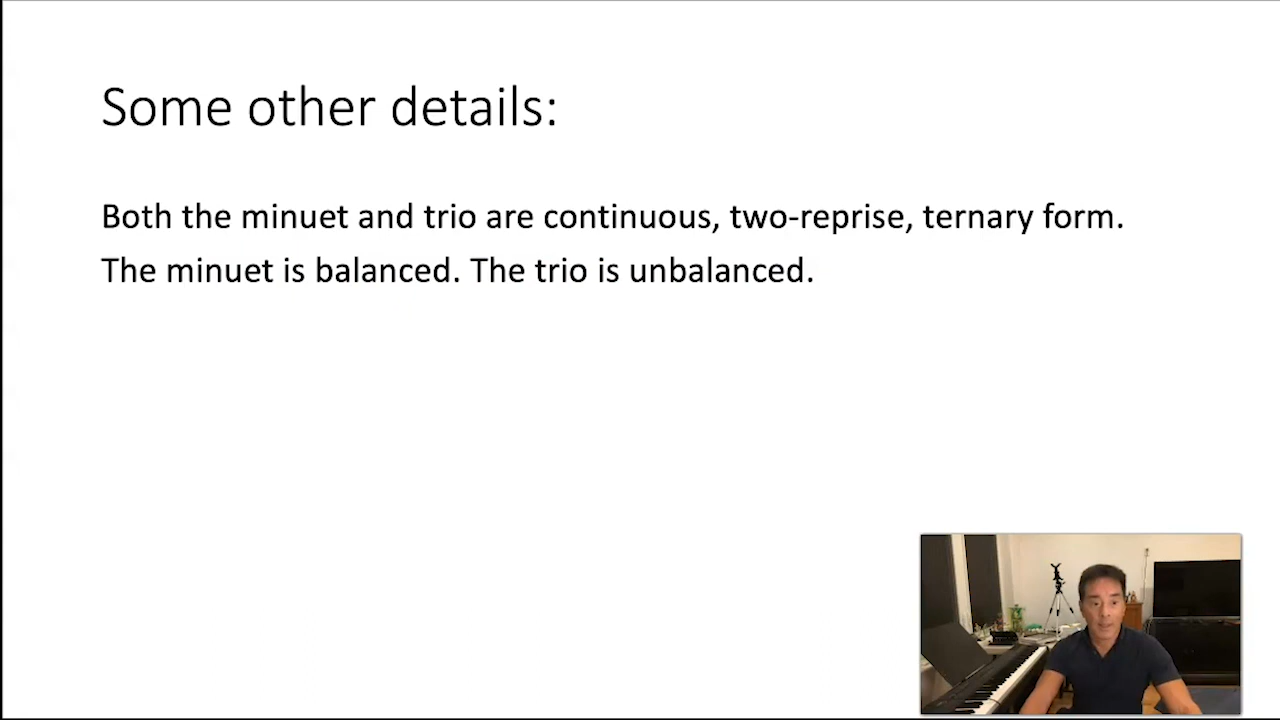 Some other details:
Both the minuet and trio are continuous, two-reprise, ternary form.
The minuet is balanced. The trio is unbalanced.